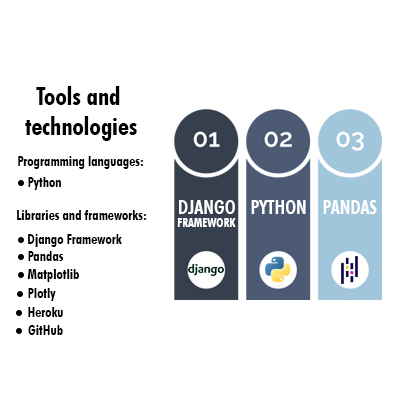 Tools and
technologies
Programming languages:
● Python
Libraries and frameworks:
● Django Framework
● Pandas
● Matplotlib
● Plotly
● Heroku
● GitHub
01
DJANGO
FRAMEWORK
django
02
PYTHON
03
PANDAS